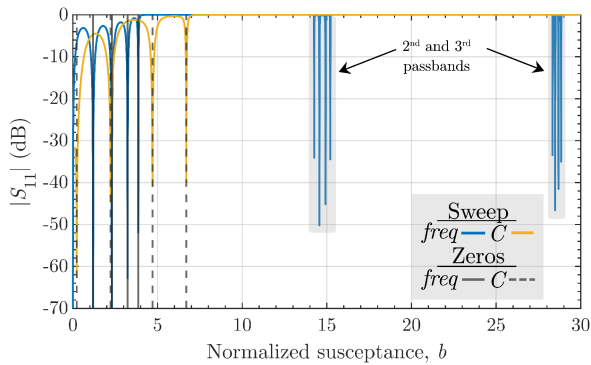 0
-10
-20
-30
-40
-50
-60
-70
|S11| (dB)
0 5 10 15 20 25 30
Normalized susceptance, b
2nd and 3rd
passbands
Sweep
freq C
Zeros
freq C